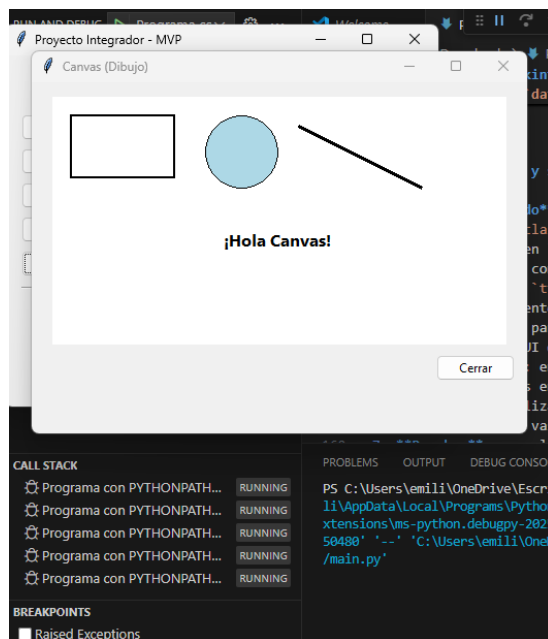 RUN AND DEBUG
Programa co
Welcome
Proyecto Integrador - MVP
Canvas (Dibujo)
¡Hola Canvas!
Cerrar
CALL STACK
Programa con PYTHONPATH... RUNNING
Programa con PYTHONPATH... RUNNING
Programa con PYTHONPATH... RUNNING
Programa con PYTHONPATH... RUNNING
Programa con PYTHONPATH... RUNNING
BREAKPOINTS
Raised Exceptions
PROBLEMS OUTPUT DEBUG CONSO
PS C:\Users\emili\OneDrive\Escr
li\AppData\Local\Programs\Pytho
xtensions\ms-python.debugpy-202
50480' '--' 'C:\Users\emili\One
/main.py'